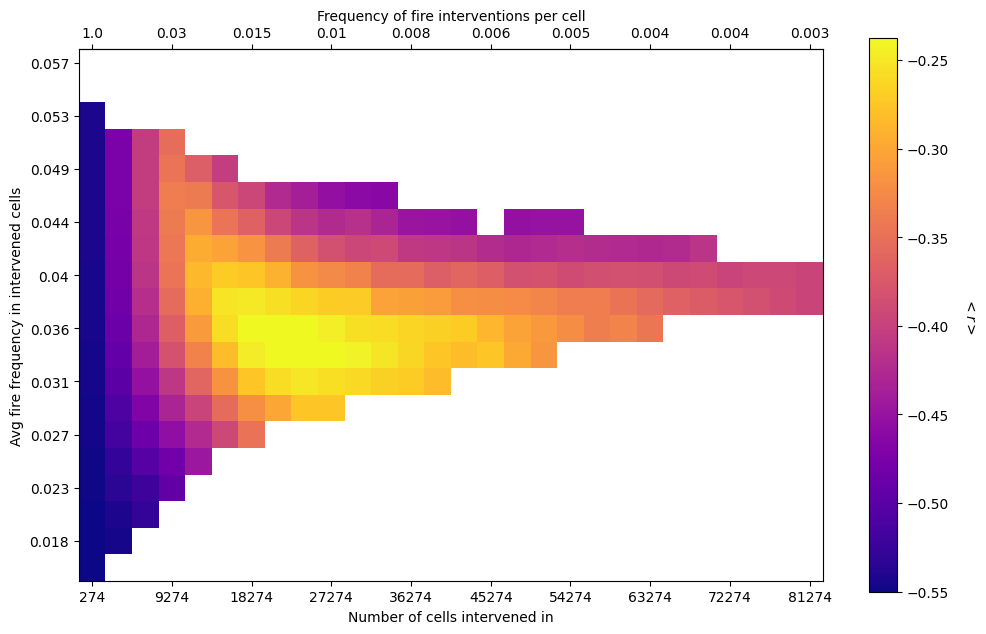 Frequency of fire interventions per cell
1.0 0.03 0.015 0.01 0.008 0.006 0.005 0.004 0.004 0.003
0.057
0.053
0.049
0.044
0.04
0.036
0.031
0.027
0.023
0.018
Avg fire frequency in intervened cells
274 9274 18274 27274 36274 45274 54274 63274 72274 81274
Number of cells intervened in
−0.25
−0.30
−0.35
−0.40
−0.45
−0.50
−0.55
< r >